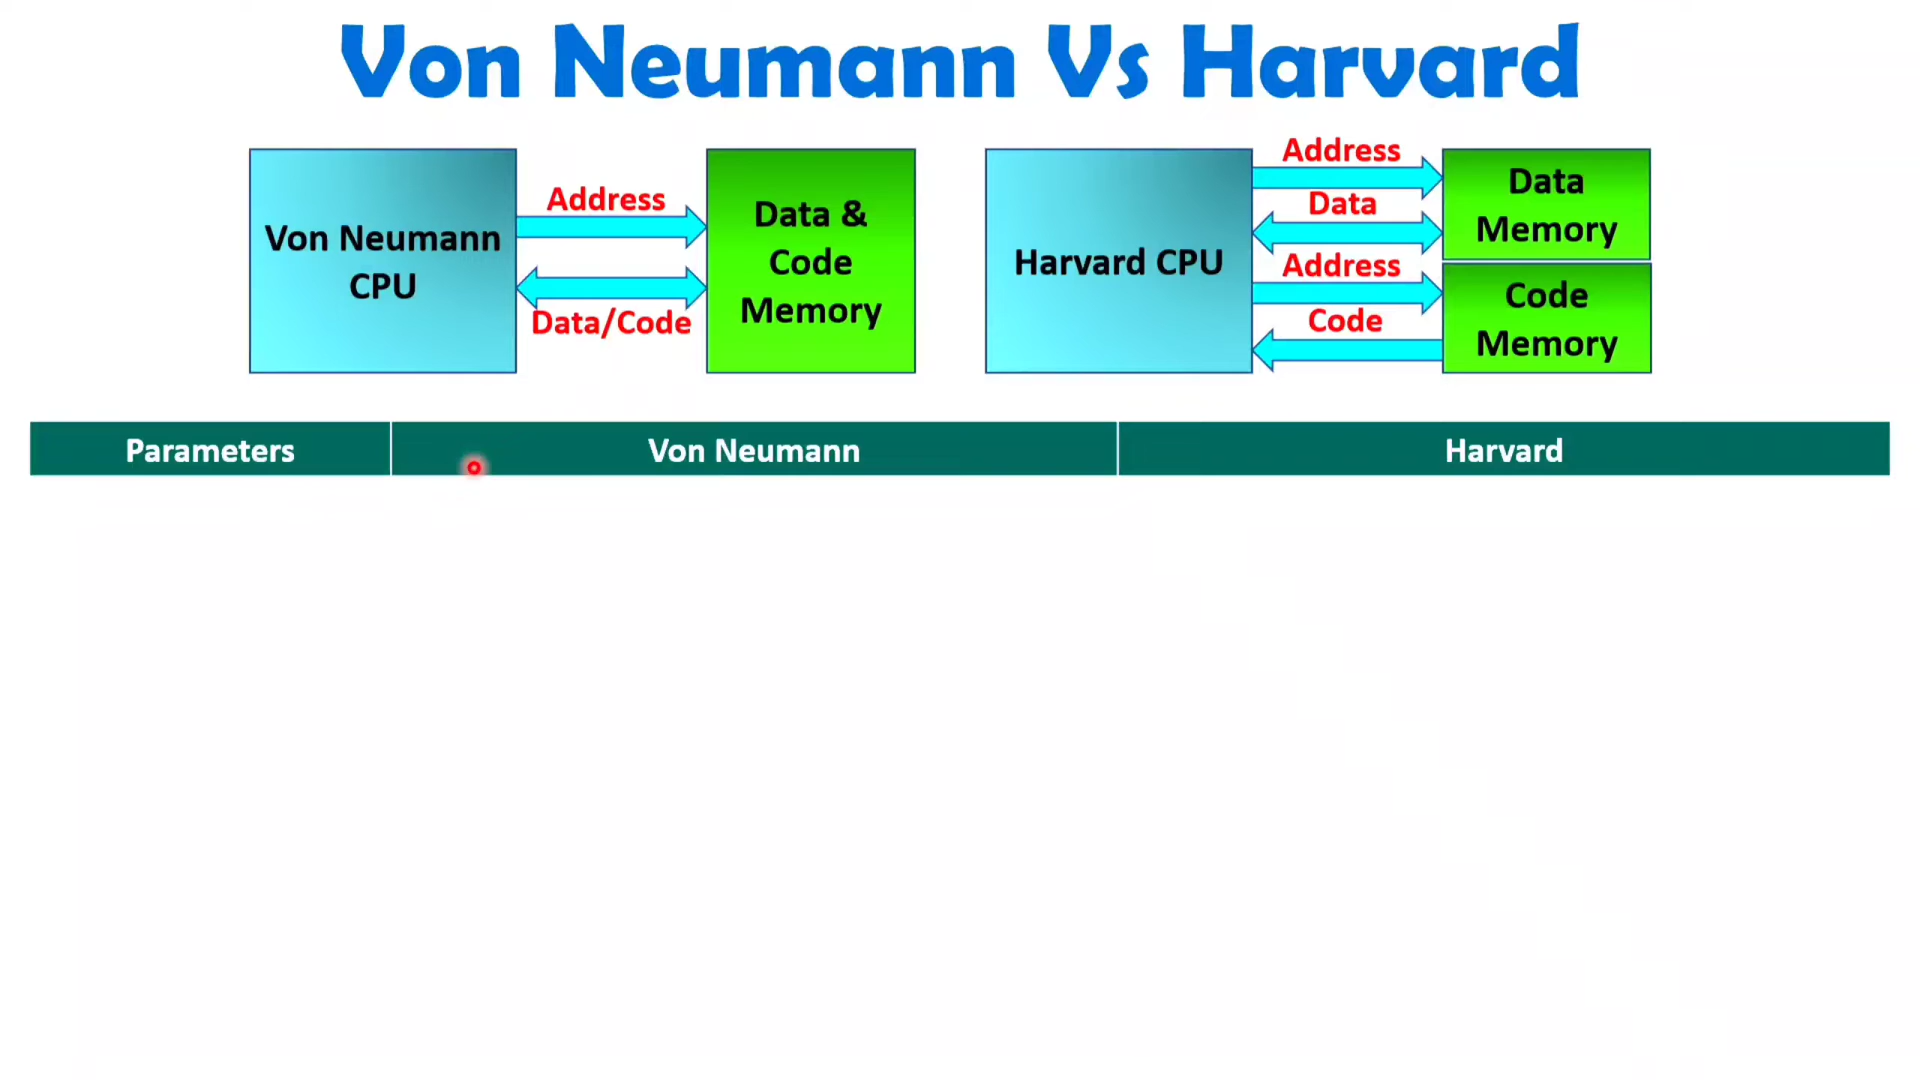 Von Neumann Vs Harvard
Von Neumann
CPU
Address
Data/Code
Data &
Code
Memory
Harvard CPU
Address
Data
Address
Code
Data
Memory
Code
Memory
Parameters
Von Neumann
Harvard